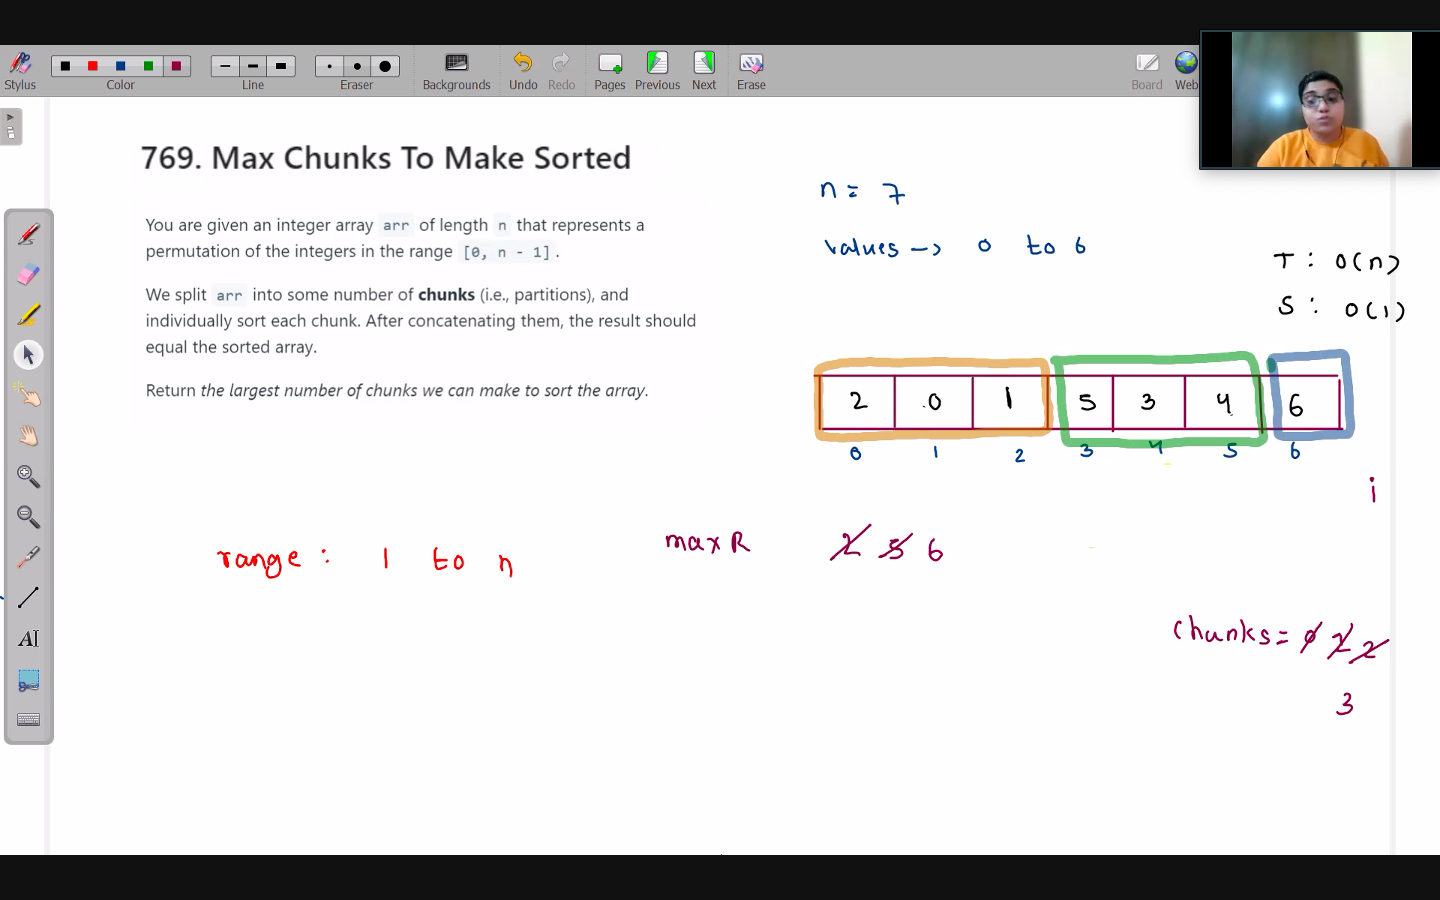 Stylus
Color
Line
Eraser
Backgrounds
Undo
Redo
Pages
Previous
Next
Erase
Board
Web
769. Max Chunks To Make Sorted
You are given an integer array arr of length n that represents a
permutation of the integers in the range [0, n - 1].
We split arr into some number of chunks (i.e., partitions), and
individually sort each chunk. After concatenating them, the result should
equal the sorted array.
Return the largest number of chunks we can make to sort the array.
n = 7
values -> 0 to 6
T : O(n)
S : O(1)
2 0 1 5 3 4 6
0 1 2 3 4 5 6
i
maxR 2 5 6
range : 1 to n
chunks = 0 1 2
3
AI